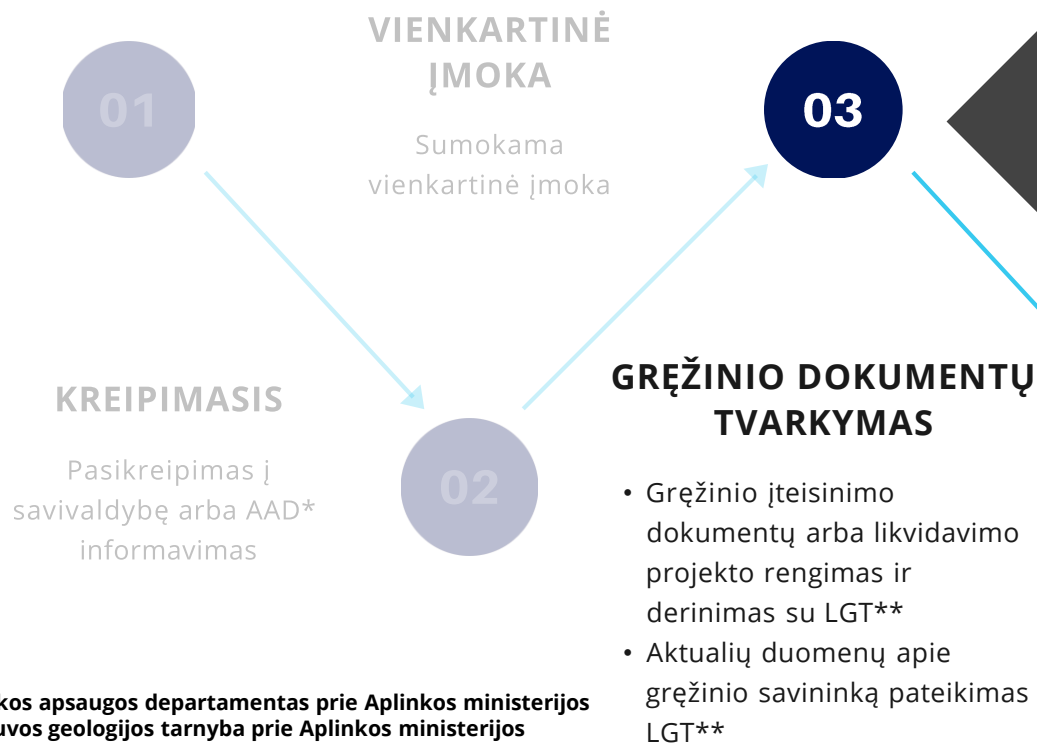 01
VIENKARTINĖ
ĮMOKA
Sumokama
vienkartinė įmoka
03
KREIPIMASIS
Pasikreipimas į
savivaldybę arba AAD*
informavimas
02
GRĘŽINIO DOKUMENTŲ
TVARKYMAS
• Gręžinio įteisinimo
dokumentų arba likvidavimo
projekto rengimas ir
derinimas su LGT**
• Aktualių duomenų apie
gręžinio savininką pateikimas
LGT**
kos apsaugos departamentas prie Aplinkos ministerijos
uvos geologijos tarnyba prie Aplinkos ministerijos